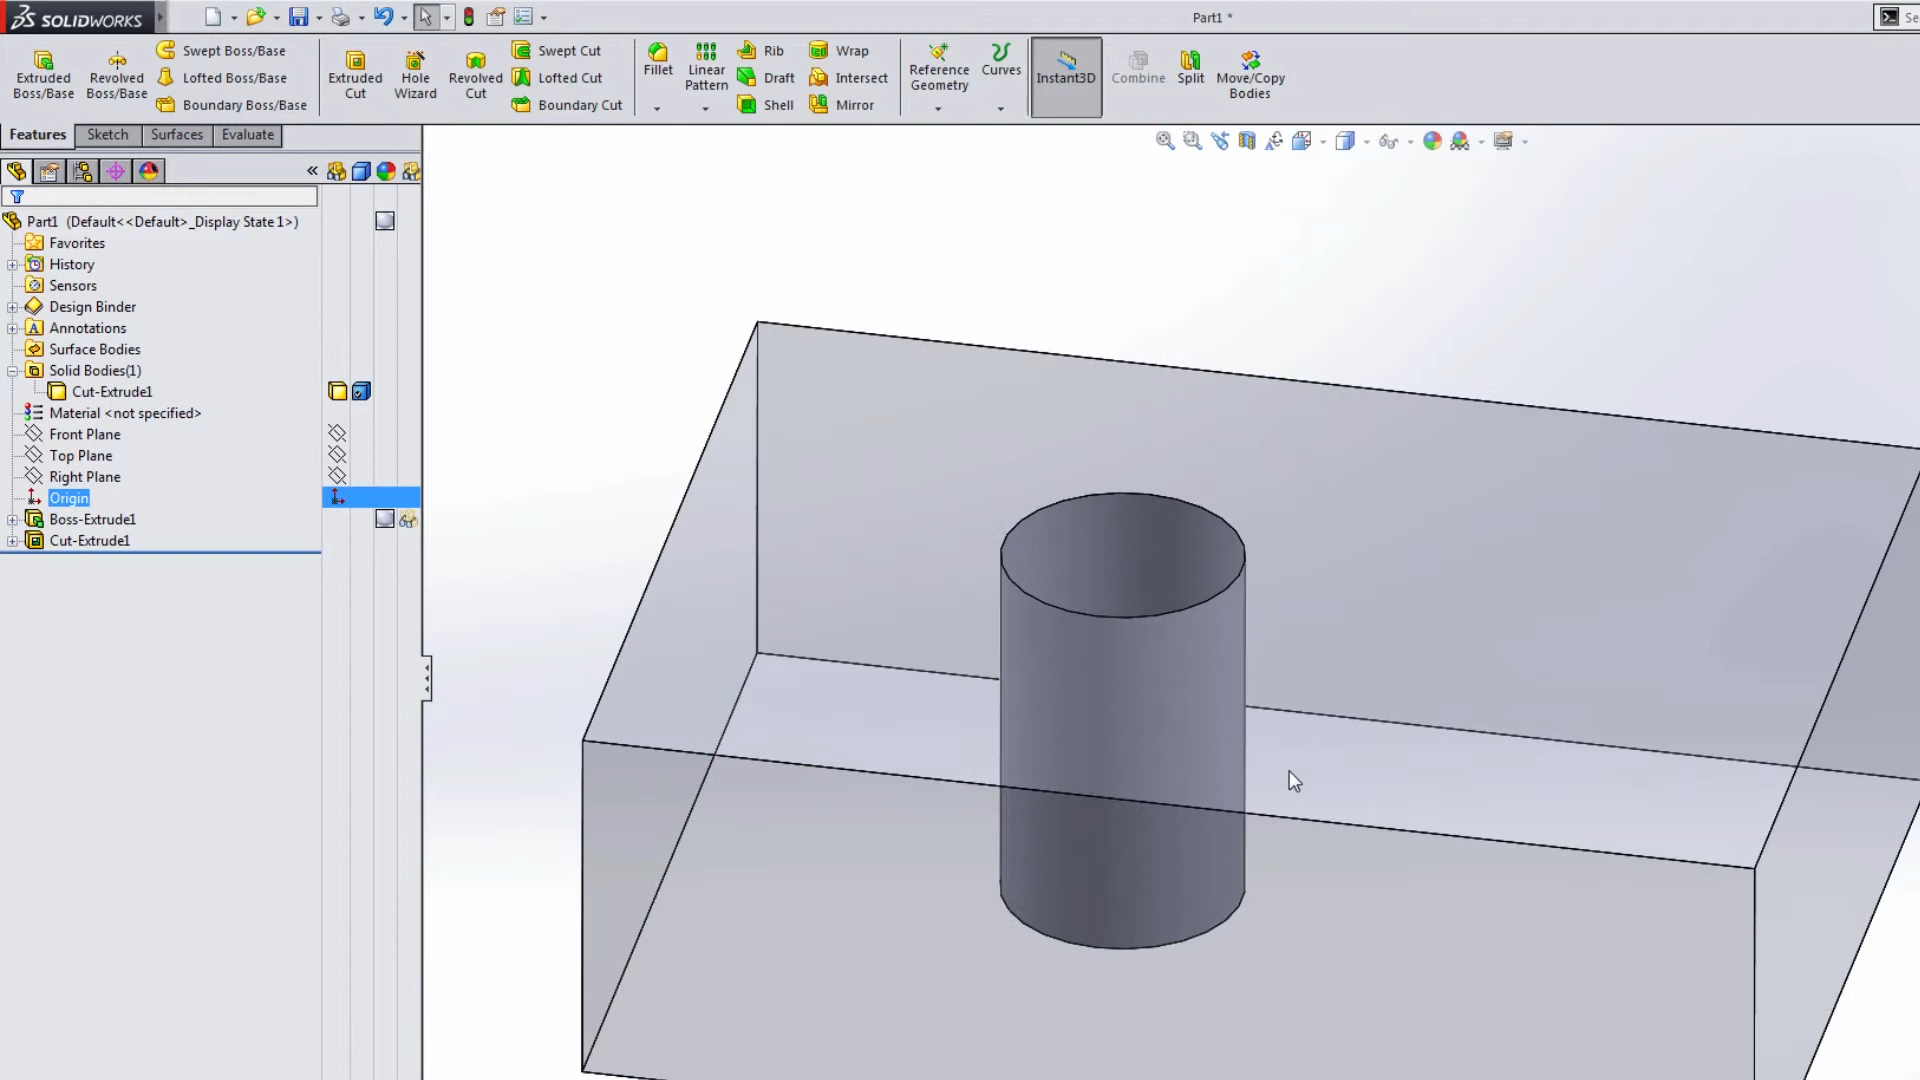 SOLIDWORKS
Part1 *
Se
Extruded Boss/Base
Revolved Boss/Base
Swept Boss/Base
Lofted Boss/Base
Boundary Boss/Base
Extruded Cut
Hole Wizard
Revolved Cut
Swept Cut
Lofted Cut
Boundary Cut
Fillet
Linear Pattern
Rib
Draft
Shell
Wrap
Intersect
Mirror
Reference Geometry
Curves
Instant3D
Combine
Split
Move/Copy Bodies
Features
Sketch
Surfaces
Evaluate
Part1 (Default<<Default>_Display State 1>)
Favorites
History
Sensors
Design Binder
Annotations
Surface Bodies
Solid Bodies(1)
Cut-Extrude1
Material <not specified>
Front Plane
Top Plane
Right Plane
Origin
Boss-Extrude1
Cut-Extrude1